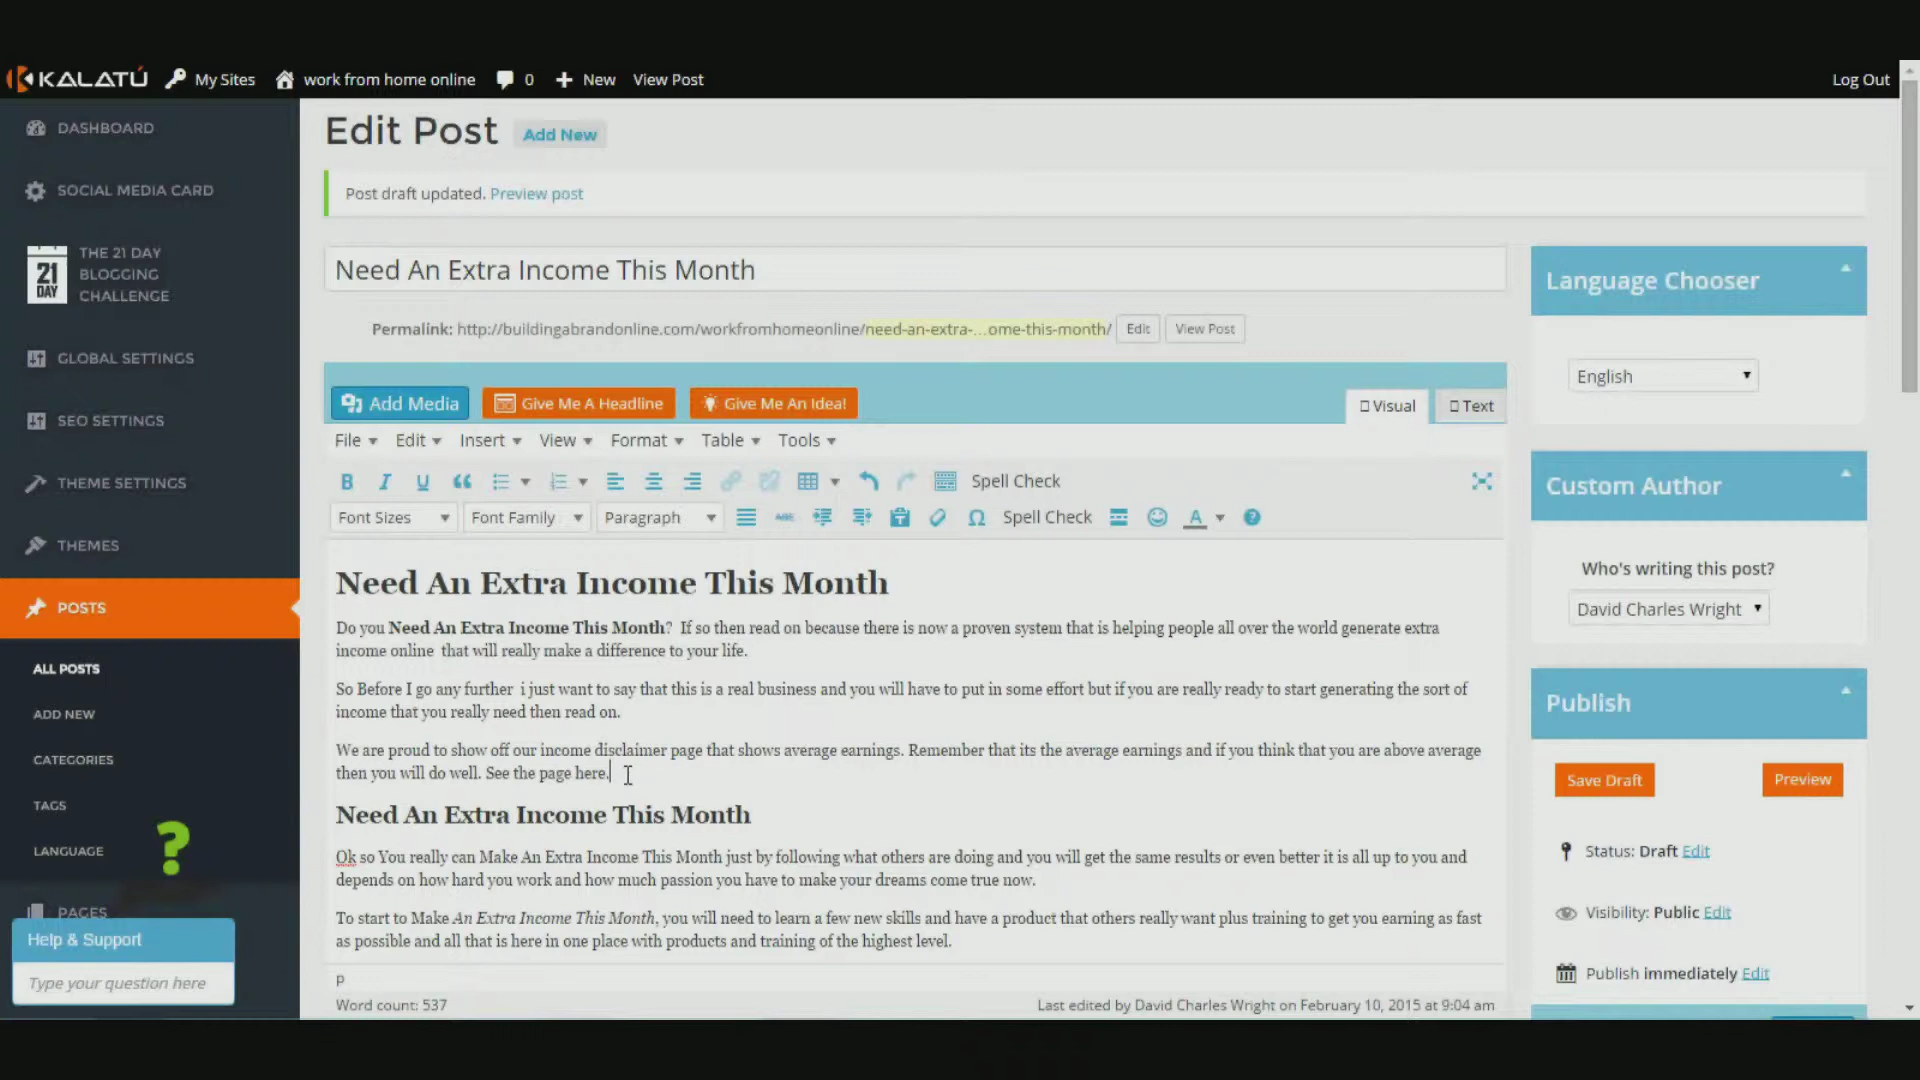 KALATÚ My Sites work from home online 0 New View Post Log Out
DASHBOARD
SOCIAL MEDIA CARD
21 DAY
THE 21 DAY
BLOGGING
CHALLENGE
GLOBAL SETTINGS
SEO SETTINGS
THEME SETTINGS
THEMES
POSTS
ALL POSTS
ADD NEW
CATEGORIES
TAGS
LANGUAGE
PAGES
Help & Support
Type your question here
Edit Post Add New
Post draft updated. Preview post
Need An Extra Income This Month
Permalink: http://buildingabrandonline.com/workfromhomeonline/need-an-extra-...ome-this-month/ Edit View Post
Add Media Give Me A Headline Give Me An Idea! Visual Text
File Edit Insert View Format Table Tools
B I U Spell Check
Font Sizes Font Family Paragraph ABC Ω Spell Check A ?
Need An Extra Income This Month
Do you Need An Extra Income This Month?  If so then read on because there is now a proven system that is helping people all over the world generate extra
income online  that will really make a difference to your life.
So Before I go any further  i just want to say that this is a real business and you will have to put in some effort but if you are really ready to start generating the sort of
income that you really need then read on.
We are proud to show off our income disclaimer page that shows average earnings. Remember that its the average earnings and if you think that you are above average
then you will do well. See the page here.
Need An Extra Income This Month
Ok so You really can Make An Extra Income This Month just by following what others are doing and you will get the same results or even better it is all up to you and
depends on how hard you work and how much passion you have to make your dreams come true now.
To start to Make An Extra Income This Month, you will need to learn a few new skills and have a product that others really want plus training to get you earning as fast
as possible and all that is here in one place with products and training of the highest level.
p
Word count: 537 Last edited by David Charles Wright on February 10, 2015 at 9:04 am
Language Chooser
English
Custom Author
Who's writing this post?
David Charles Wright
Publish
Save Draft Preview
Status: Draft Edit
Visibility: Public Edit
Publish immediately Edit